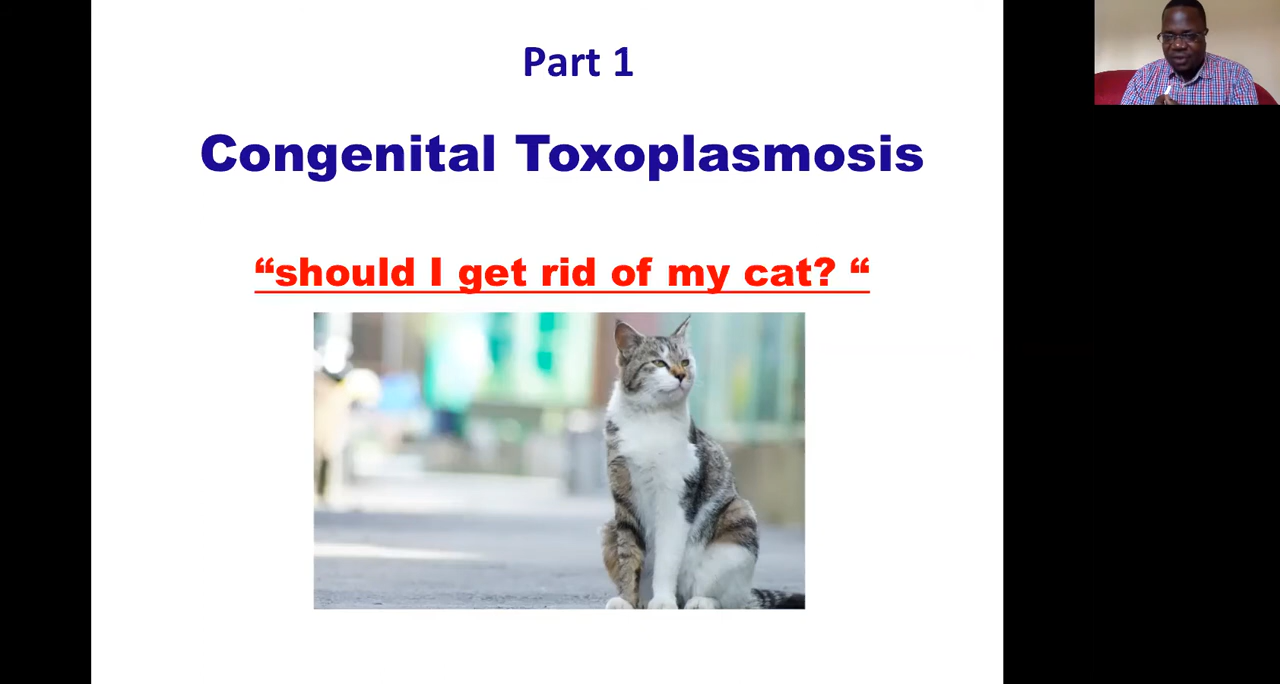 Part 1
Congenital Toxoplasmosis
“should I get rid of my cat? “